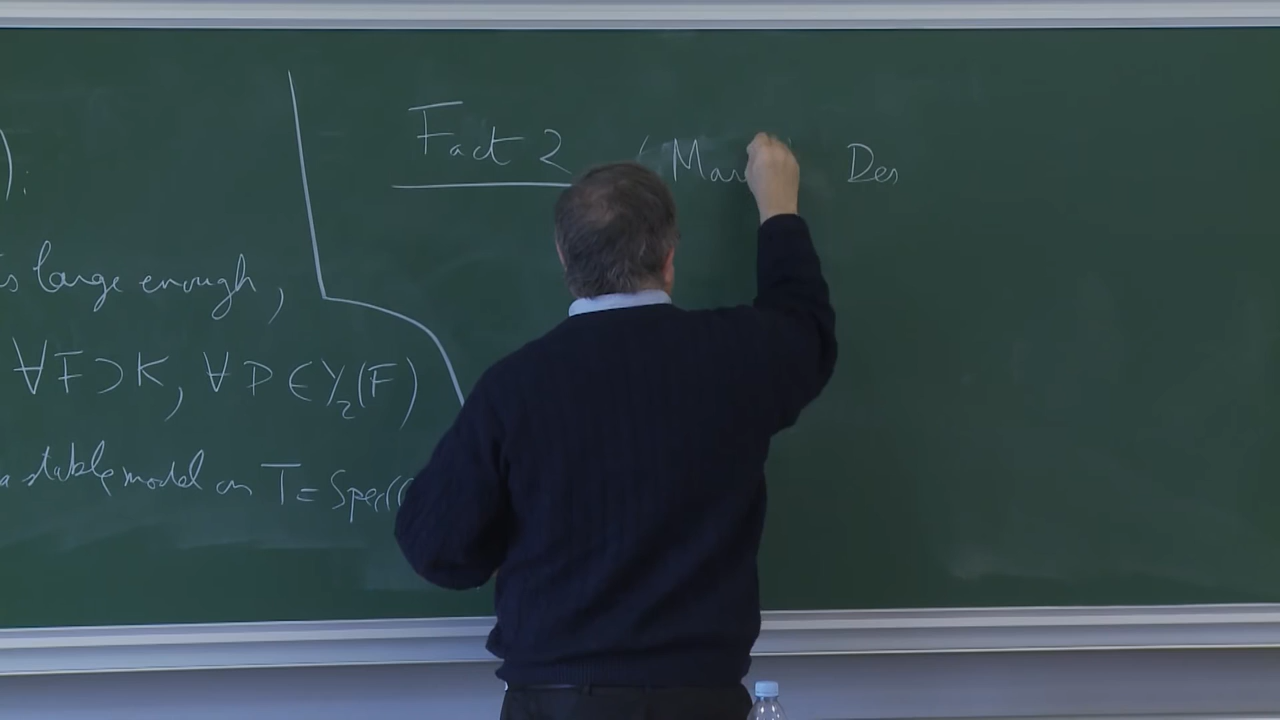 ):
is large enough,
∀F⊃K, ∀P∈Y₂(F)
a stable model on T = Spec(
Fact 2 ( Des